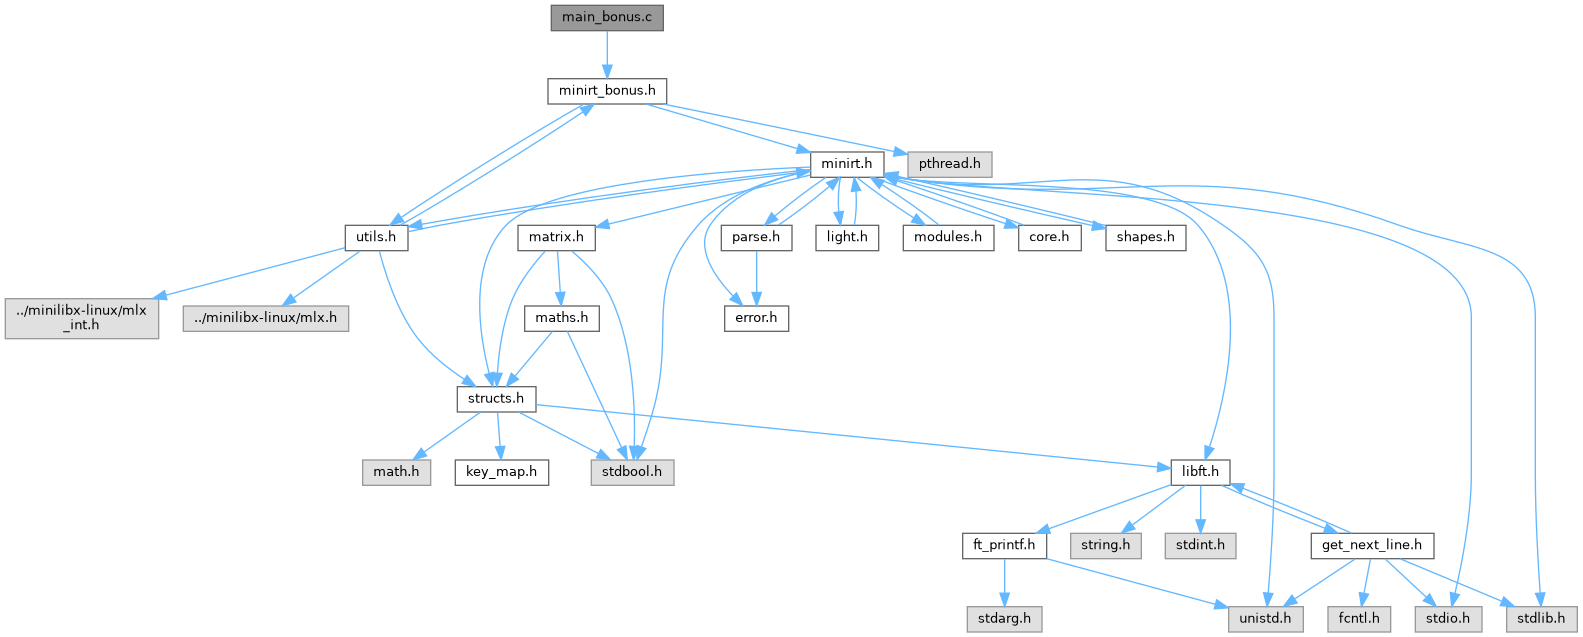 main_bonus.c
minirt_bonus.h
minirt.h
pthread.h
utils.h
matrix.h
parse.h
light.h
modules.h
core.h
shapes.h
../minilibx-linux/mlx
_int.h
../minilibx-linux/mlx.h
maths.h
error.h
structs.h
math.h
key_map.h
stdbool.h
libft.h
ft_printf.h
string.h
stdint.h
get_next_line.h
stdarg.h
unistd.h
fcntl.h
stdio.h
stdlib.h